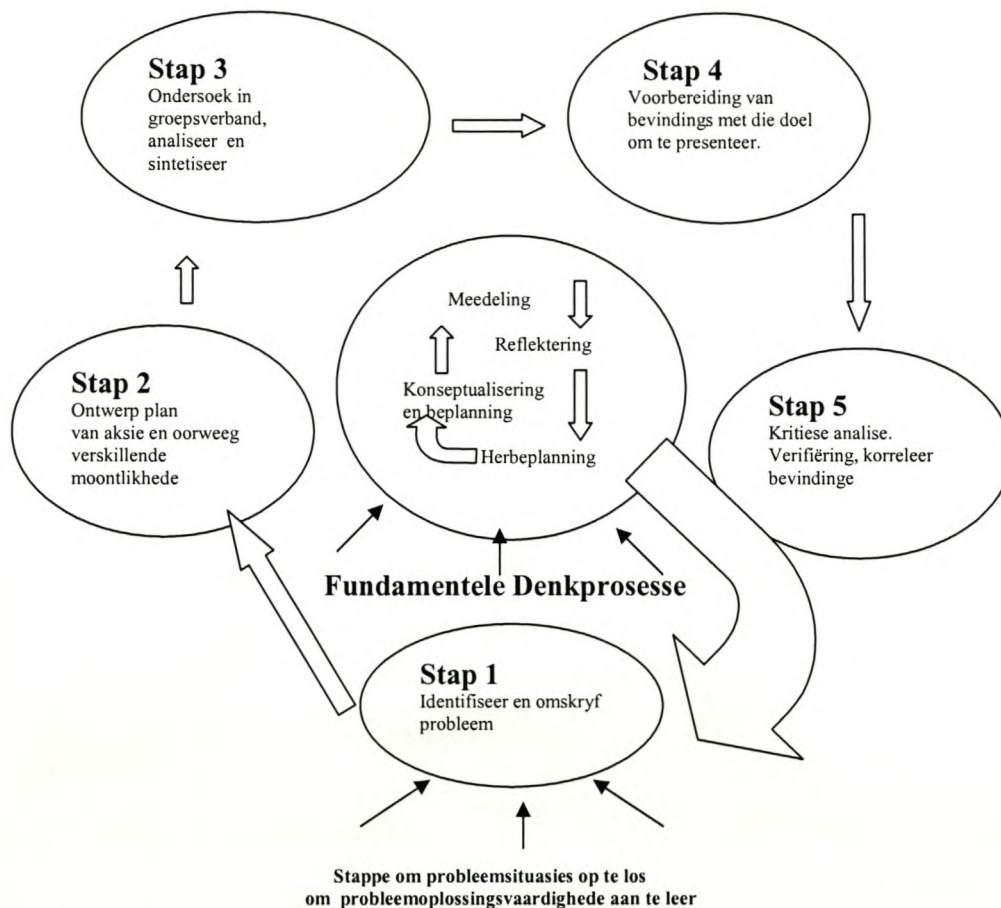 Stap 3
Ondersoek in
groepsverband,
analiseer en
sintetiseer
Stap 4
Voorbereiding van
bevindings met die doel
om te presenteer.
Meedeling
Reflektering
Konseptualisering
en beplanning
Herbeplanning
Stap 2
Ontwerp plan
van aksie en oorweeg
verskillende
moontlikhede
Stap 5
Kritiese analise.
Verifiëring, korreleer
bevindinge
Fundamentele Denkprosesse
Stap 1
Identifiseer en omskryf
probleem
Stappe om probleemsituasies op te los
om probleemoplossingsvaardighede aan te leer